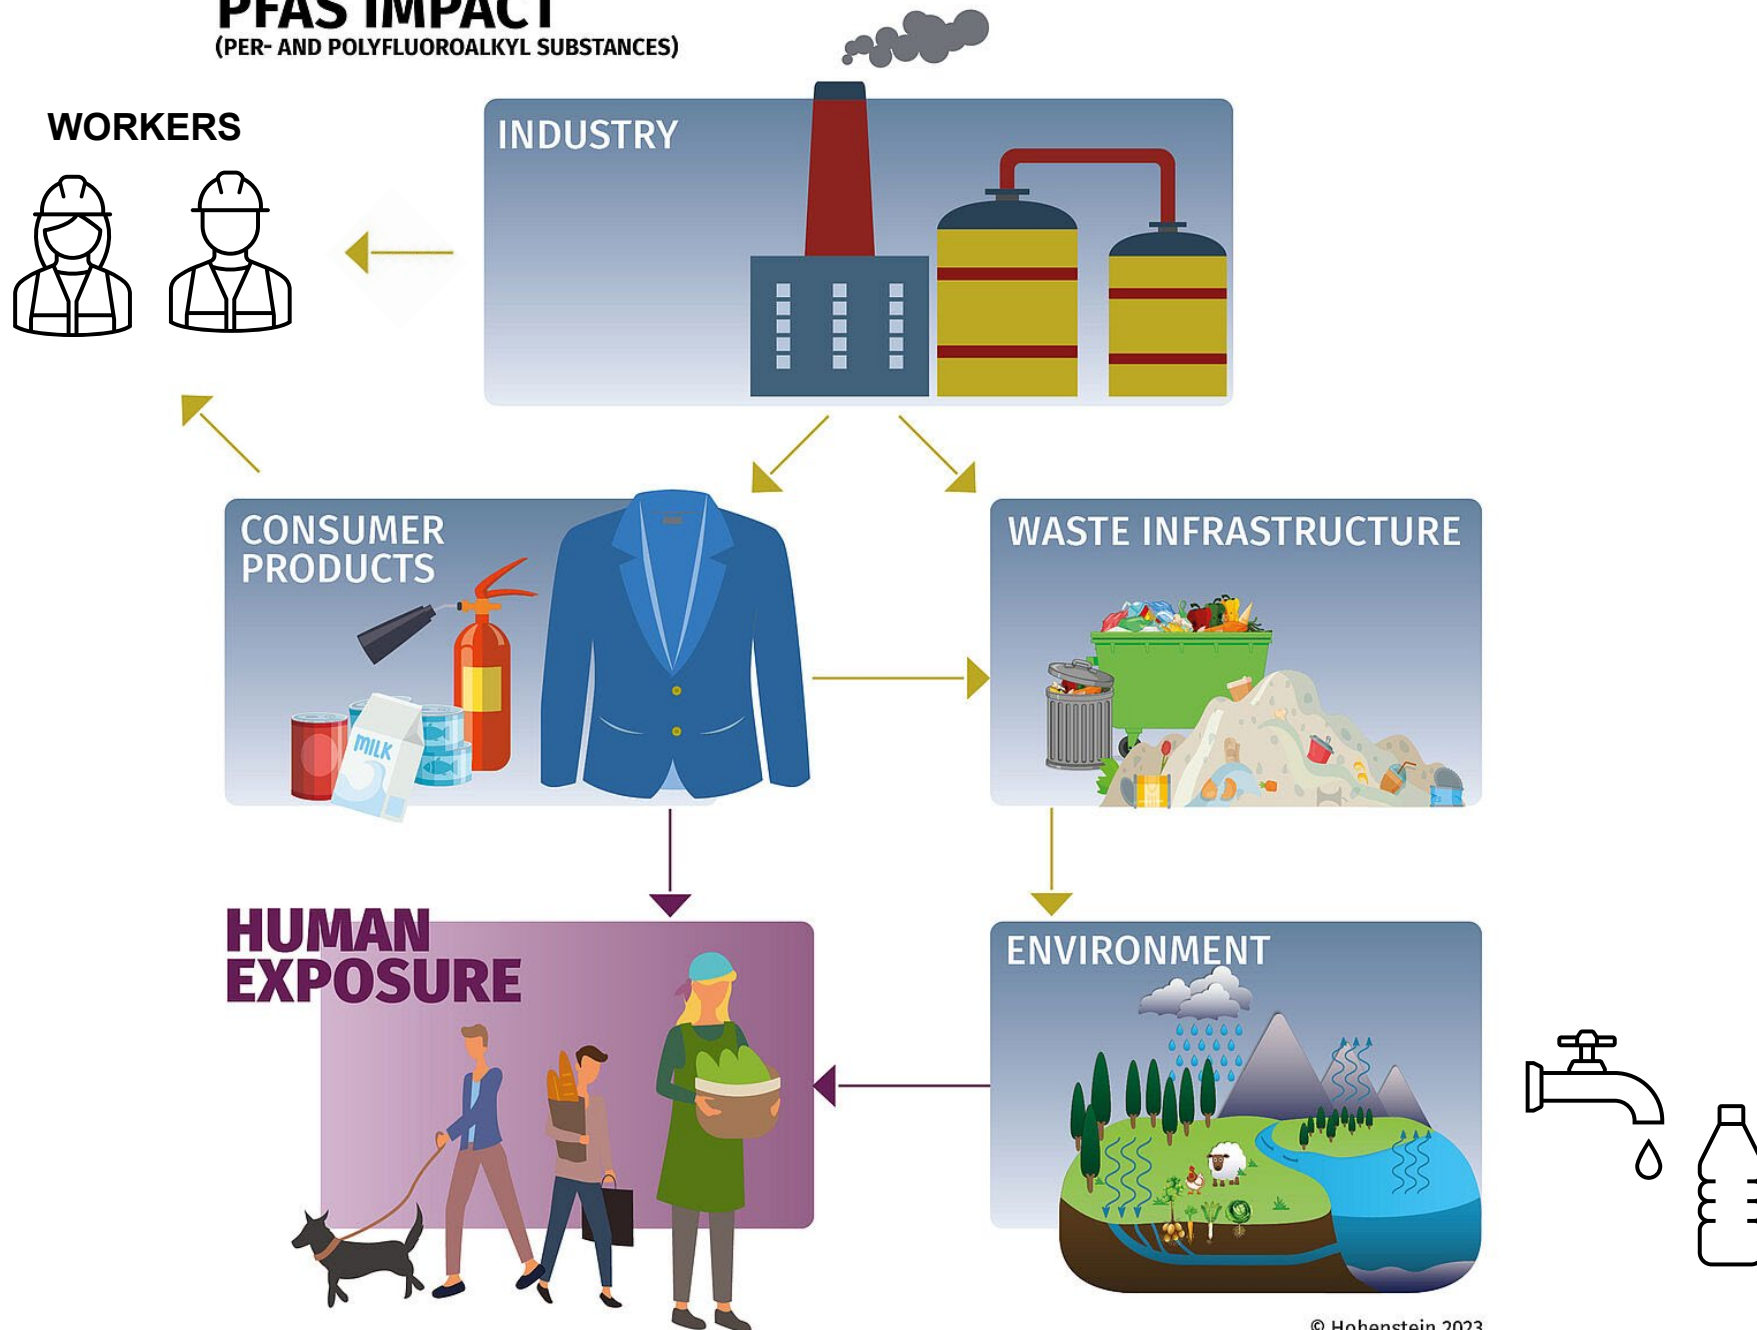 PFAS IMPACT
(PER- AND POLYFLUOROALKYL SUBSTANCES)
WORKERS
INDUSTRY
CONSUMER
PRODUCTS
MILK
WASTE INFRASTRUCTURE
HUMAN
EXPOSURE
ENVIRONMENT
© Hohenstein 2023